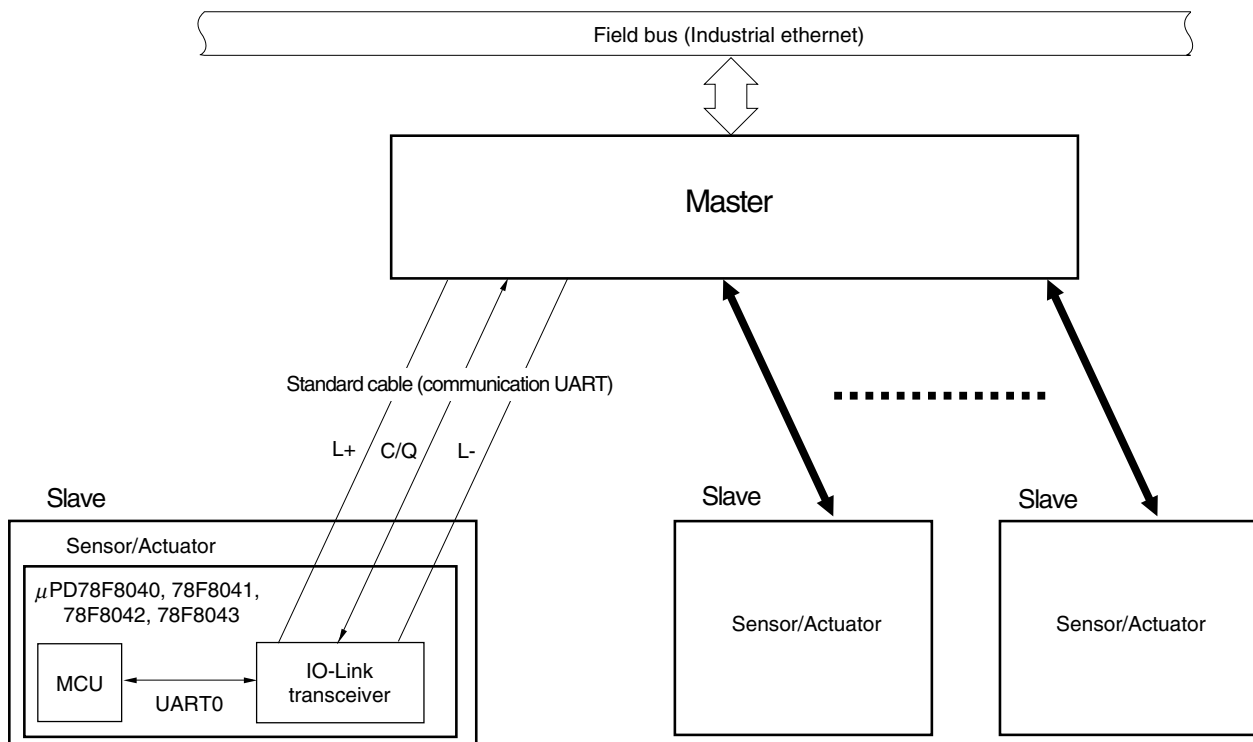 Field bus (Industrial ethernet)
Master
Standard cable (communication UART)
L+
C/Q
L-
Slave
Sensor/Actuator
μPD78F8040, 78F8041,
78F8042, 78F8043
MCU
UART0
IO-Link
transceiver
Slave
Sensor/Actuator
Slave
Sensor/Actuator